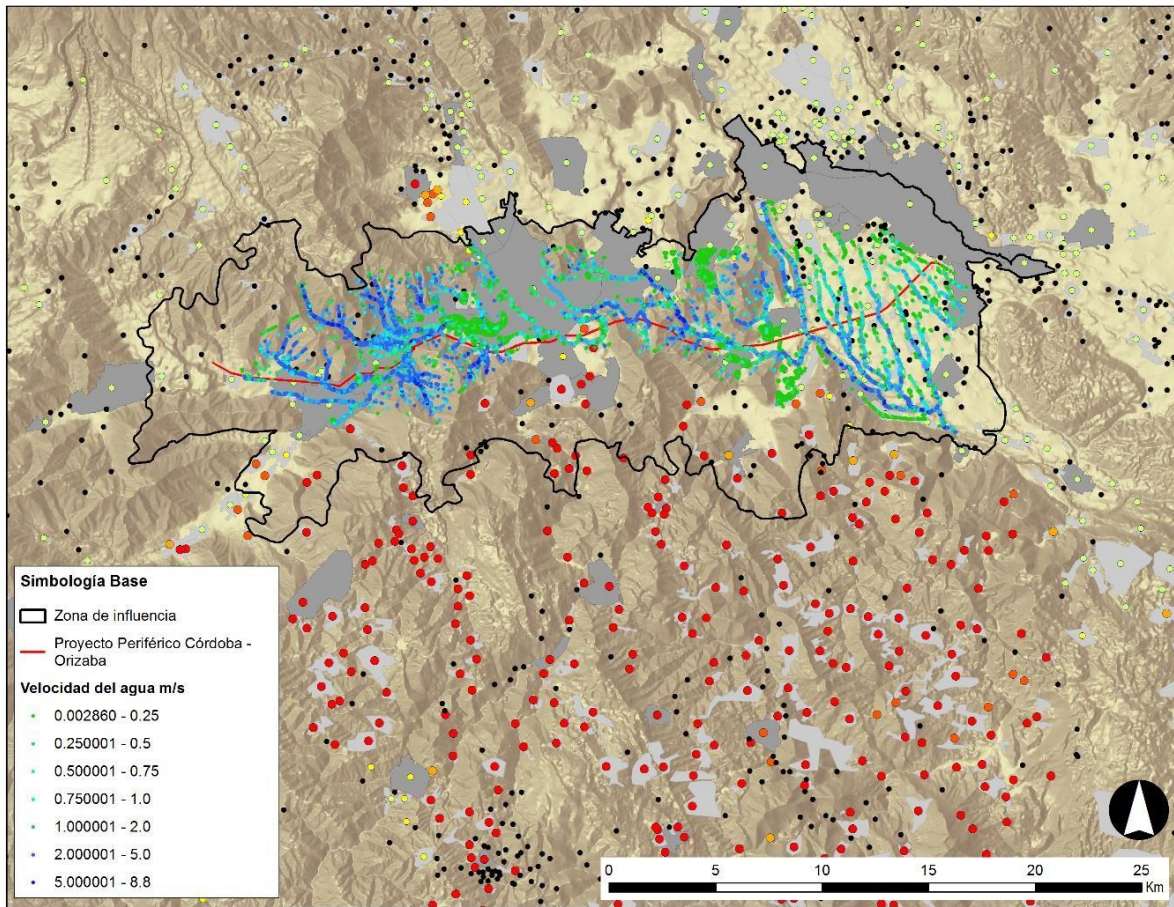 Simbología Base
Zona de influencia
Proyecto Periférico Córdoba -
Orizaba
Velocidad del agua m/s
0.002860 - 0.25
0.250001 - 0.5
0.500001 - 0.75
0.750001 - 1.0
1.000001 - 2.0
2.000001 - 5.0
5.000001 - 8.8
0 5 10 15 20 25
Km